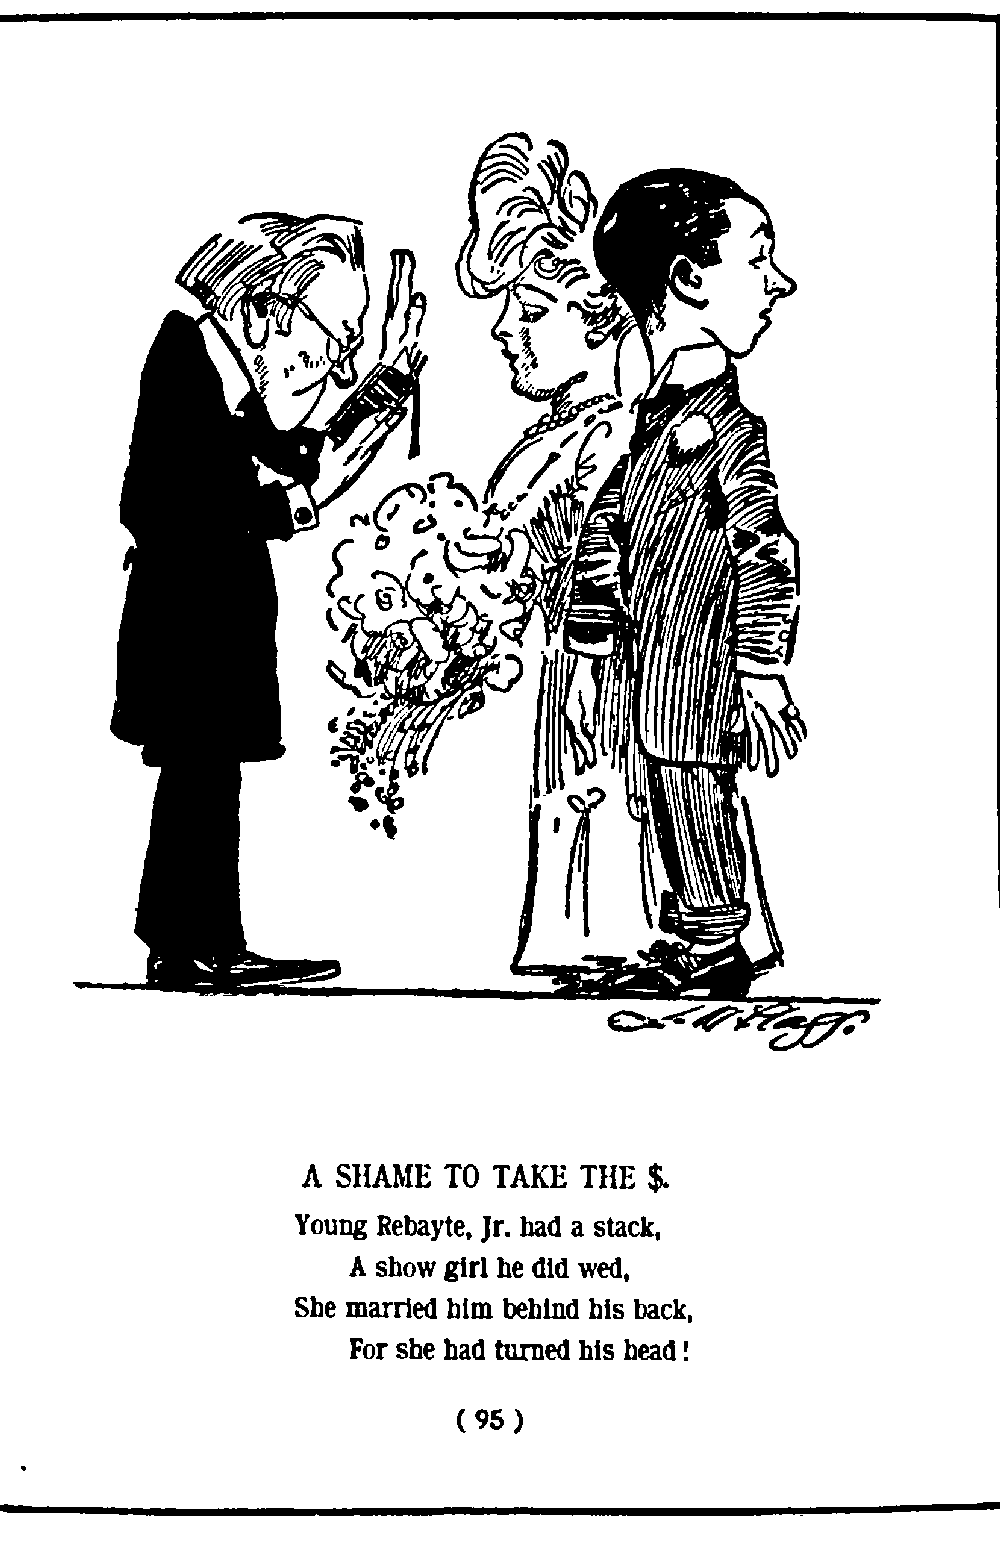 J. M. Flagg.
A SHAME TO TAKE THE $.
Young Rebayte, Jr. had a stack,
A show girl he did wed,
She married him behind his back,
For she had turned his head!
( 95 )